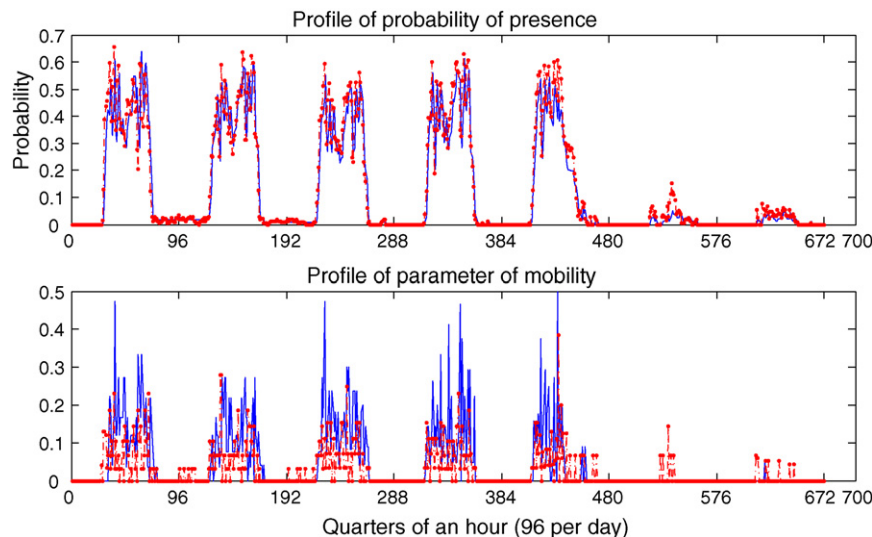 Profile of probability of presence
0.7
0.6
0.5
0.4
0.3
0.2
0.1
0
Probability
0 96 192 288 384 480 576 672 700
Profile of parameter of mobility
0.5
0.4
0.3
0.2
0.1
0
0 96 192 288 384 480 576 672 700
Quarters of an hour (96 per day)